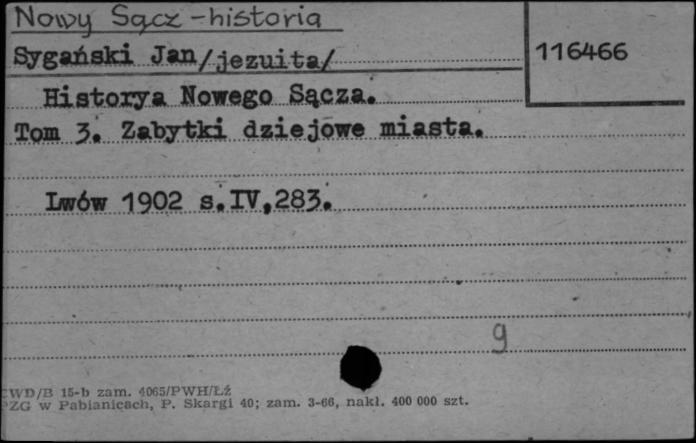 Nowy Sącz - historia
Sygański Jan /jezuita/
116466
Historya Nowego Sącza.
Tom 3. Zabytki dziejowe miasta.
Lwów 1902 s.IV,283.
9
WD/B 15-b zam. 4065/PWH/Łź
PZG w Pabianicach, P. Skargi 40; zam. 3-66, nakł. 400 000 szt.